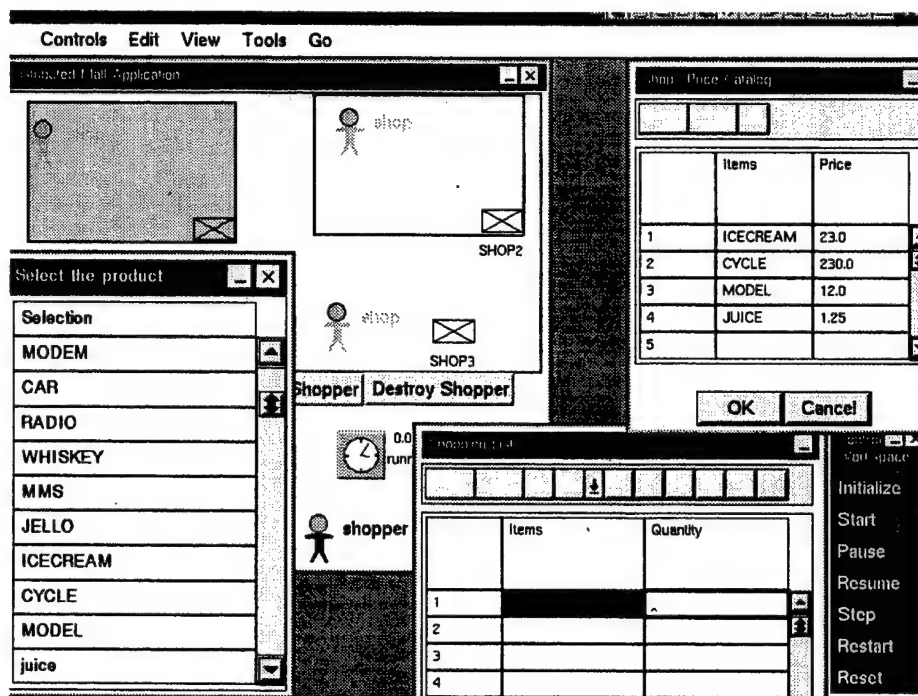 Controls Edit View Tools Go
Mall Application
shop
SHOP2
shop
SHOP3
Shopper Destroy Shopper
0.0
shopper
Price Catalog
Items Price
1 ICECREAM 23.0
2 CYCLE 230.0
3 MODEL 12.0
4 JUICE 1.25
5
OK Cancel
Select the product
Selection
MODEM
CAR
RADIO
WHISKEY
MMS
JELLO
ICECREAM
CYCLE
MODEL
juice
Items Quantity
1
2
3
4
Initialize
Start
Pause
Resume
Step
Restart
Reset